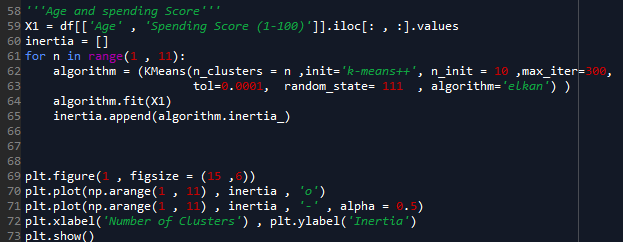 58 '''Age and spending Score'''
59 X1 = df[['Age' , 'Spending Score (1-100)']].iloc[: , :].values
60 inertia = []
61 for n in range(1 , 11):
62     algorithm = (KMeans(n_clusters = n ,init='k-means++', n_init = 10 ,max_iter=300,
63                         tol=0.0001,  random_state= 111  , algorithm='elkan') )
64     algorithm.fit(X1)
65     inertia.append(algorithm.inertia_)
66
67
68
69 plt.figure(1 , figsize = (15 ,6))
70 plt.plot(np.arange(1 , 11) , inertia , 'o')
71 plt.plot(np.arange(1 , 11) , inertia , '-' , alpha = 0.5)
72 plt.xlabel('Number of Clusters') , plt.ylabel('Inertia')
73 plt.show()